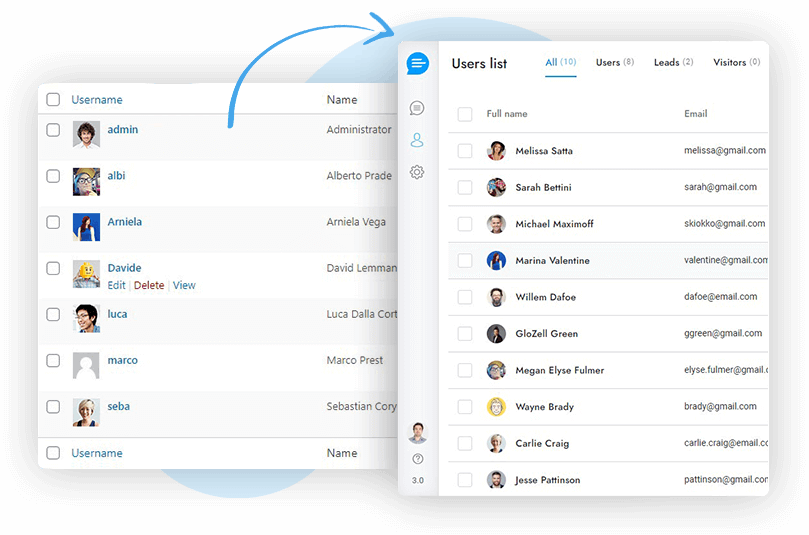 Username Name
admin Administrator
albi Alberto Prade
Arniela Arniela Vega
Davide David Lemman
Edit | Delete | View
luca Luca Dalla Cort
marco Marco Prest
seba Sebastian Cory
Username Name
Users list All (10) Users (8) Leads (2) Visitors (0)
Full name Email
Melissa Satta melissa@gmail.com
Sarah Bettini sarah@gmail.com
Michael Maximoff skiokko@gmail.com
Marina Valentine valentine@gmail.com
Willem Dafoe dafoe@email.com
GloZell Green ggreen@gmail.com
Megan Elyse Fulmer elyse.fulmer@gmail.c
Wayne Brady brady@gmail.com
Carlie Craig carlie.craig@email.co
Jesse Pattinson pattinson@gmail.com
3.0